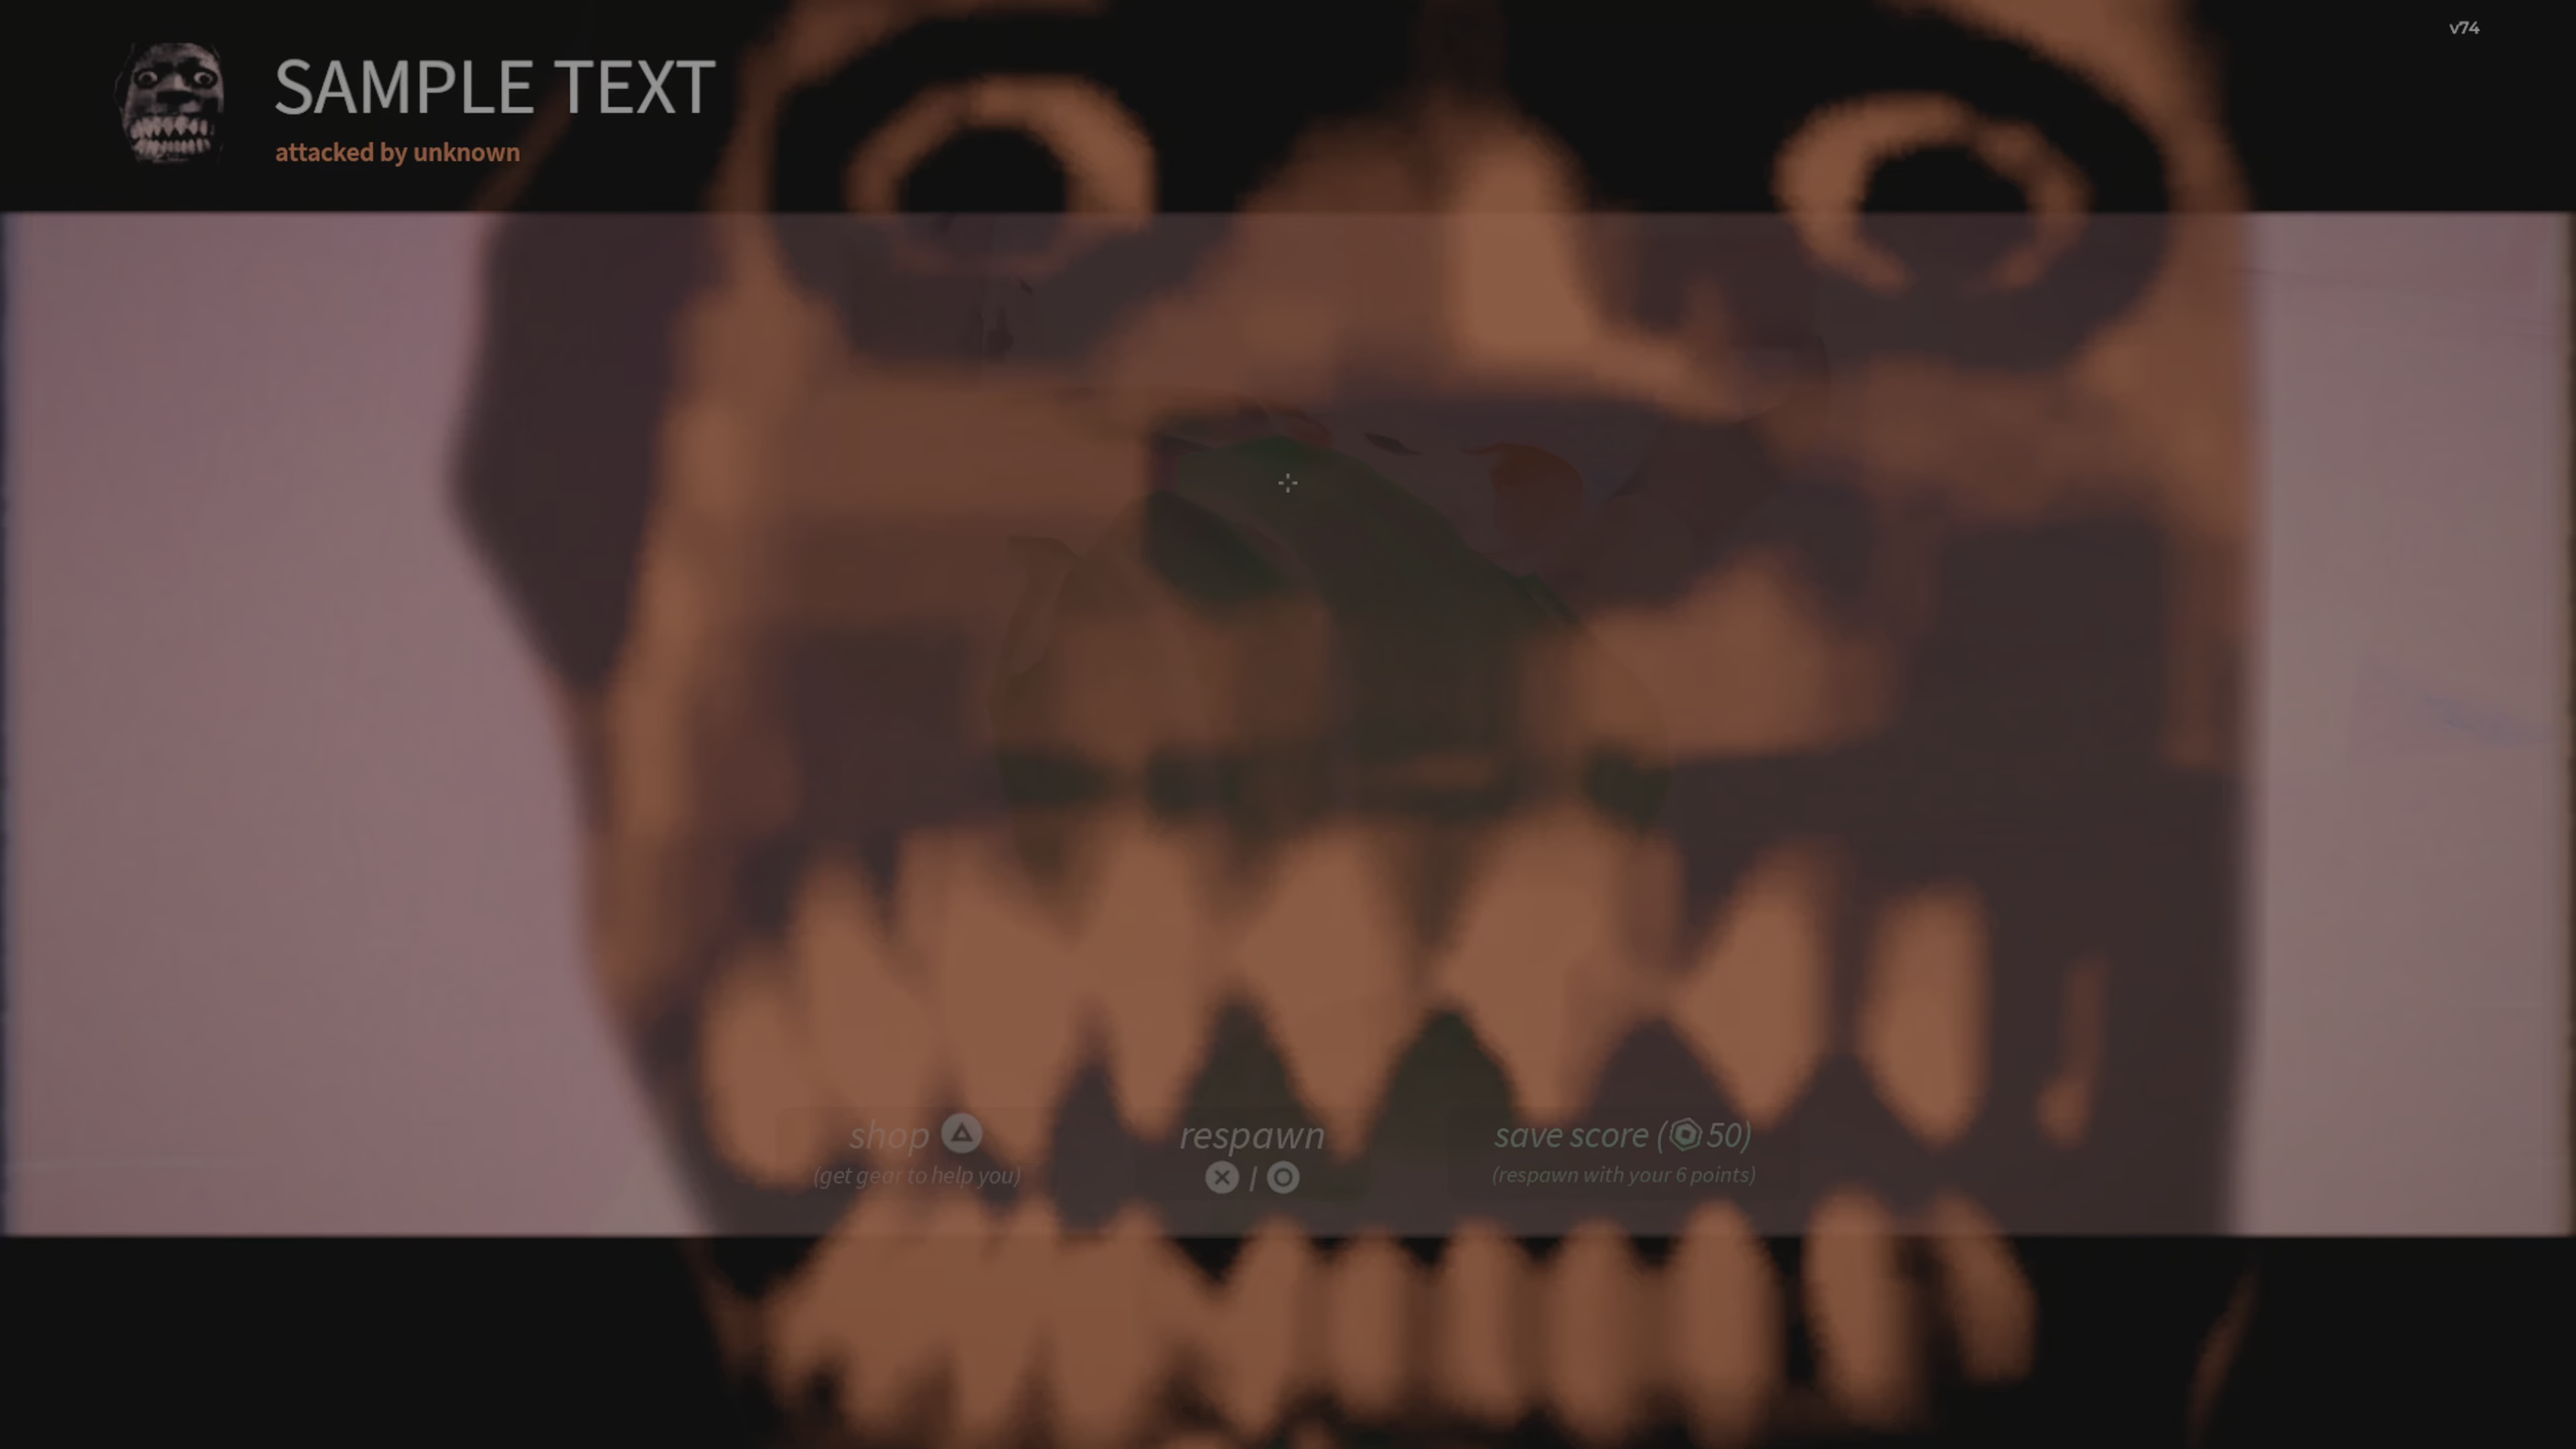 v74
SAMPLE TEXT
attacked by unknown
shop
(get gear to help you)
respawn
/
save score (50)
(respawn with your 6 points)